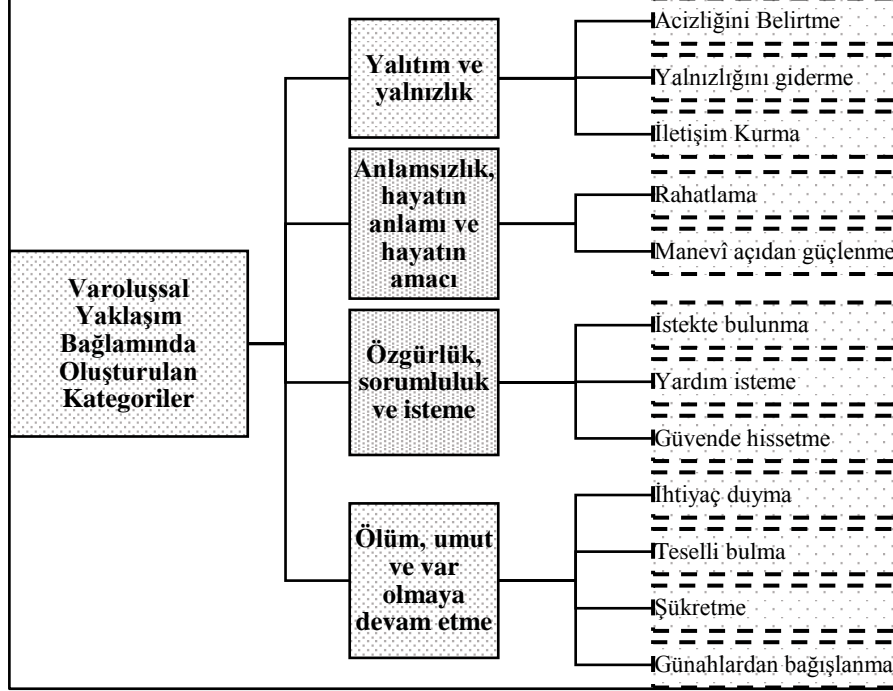 Varoluşsal
Yaklaşım
Bağlamında
Oluşturulan
Kategoriler
Yalıtım ve
yalnızlık
Acizliğini Belirtme
Yalnızlığını giderme
İletişim Kurma
Anlamsızlık,
hayatın
anlamı ve
hayatın
amacı
Rahatlama
Manevî açıdan güçlenme
Özgürlük,
sorumluluk
ve isteme
İstekte bulunma
Yardım isteme
Güvende hissetme
Ölüm, umut
ve var
olmaya
devam etme
İhtiyaç duyma
Teselli bulma
Şükretme
Günahlardan bağışlanma